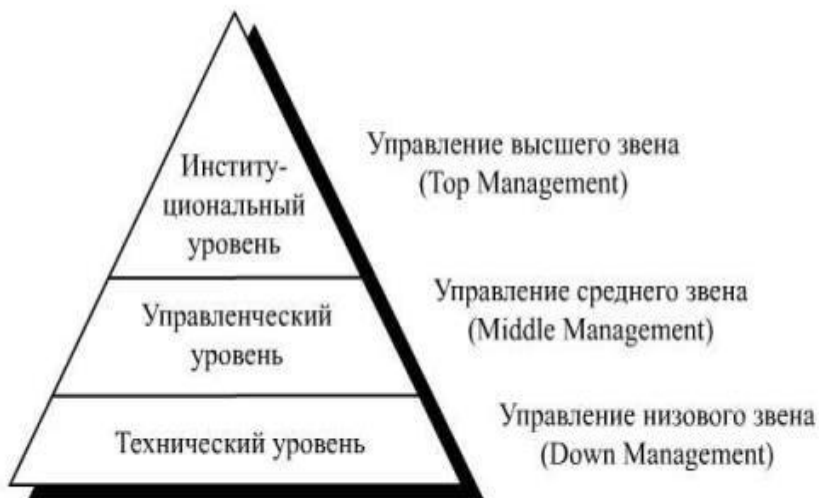 Институ-
циональный
уровень
Управление высшего звена
(Top Management)
Управленческий
уровень
Управление среднего звена
(Middle Management)
Технический уровень
Управление низового звена
(Down Management)